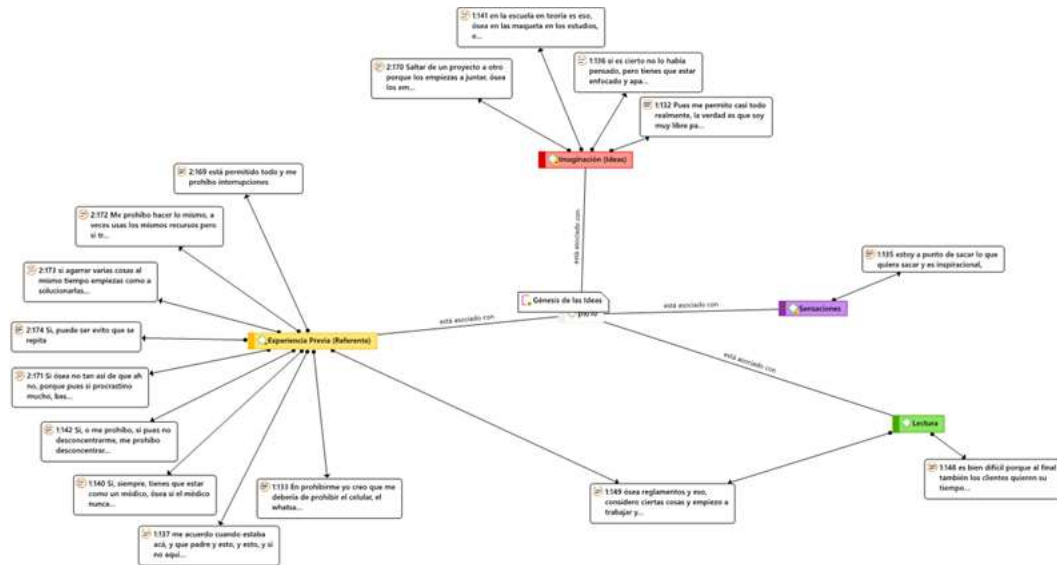 1:141 en la escuela en teoría es eso,
ósea en las maqueta en los estudios,
e...
2:170 Saltar de un proyecto a otro
porque los empiezas a juntar, ósea
los em...
1:136 si es cierto no lo había
pensado, pero tienes que estar
enfocado y apa...
1:132 Pues me permito casi todo
realmente, la verdad es que soy
muy libre pa...
Imaginación (Ideas)
2:169 está permitido todo y me
prohíbo interrupciones
2:172 Me prohíbo hacer lo mismo, a
veces usas los mismos recursos pero
si tr...
2:173 si agarrar varias cosas al
mismo tiempo empiezas como a
solucionarlas...
2:174 Si, puede ser evito que se
repita
2:171 Si ósea no tan así de que ah
no, porque pues si procrastino
mucho, bas...
1:142 Si, o me prohíbo, si pues no
desconcentrarme, me prohíbo
desconcentrar...
1:140 Si, siempre, tienes que estar
como un médico, ósea si el médico
nunca...
1:137 me acuerdo cuando estaba
acá, y que padre y esto, y esto, y si
no aquí...
1:133 En prohibirme yo creo que me
debería de prohibir el celular, el
whatsa...
Experiencia Previa (Referente)
está asociado con
está asociado con
Génesis de las Ideas
está asociado con
está asociado con
1:135 estoy a punto de sacar lo que
quiera sacar y es inspiracional,
Sensaciones
Lectura
1:149 ósea reglamentos y eso,
considero ciertas cosas y empiezo a
trabajar y...
1:148 es bien difícil porque al final
también los clientes quieren su
tiempo...